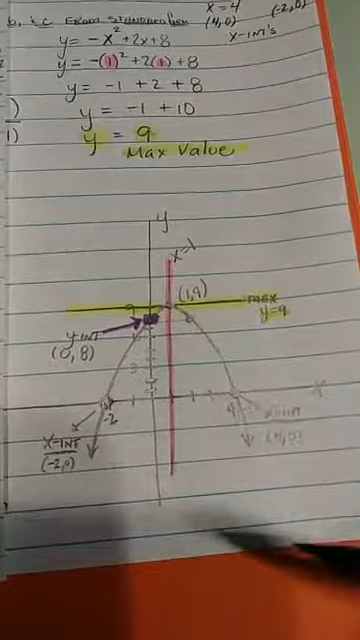 x = 4
(4,0)
(-2,0)
x-INT's
b, i.e FROM STANDARD
y = -x² + 2x + 8
y = -(1)² + 2(1) + 8
y = -1 + 2 + 8
y = -1 + 10
y = 9
Max Value
y
x=1
(1,9)
max
y=9
9
y INT
(0, 8)
x
-2
4
x-INT
(-2,0)
x-INT
(4,0)